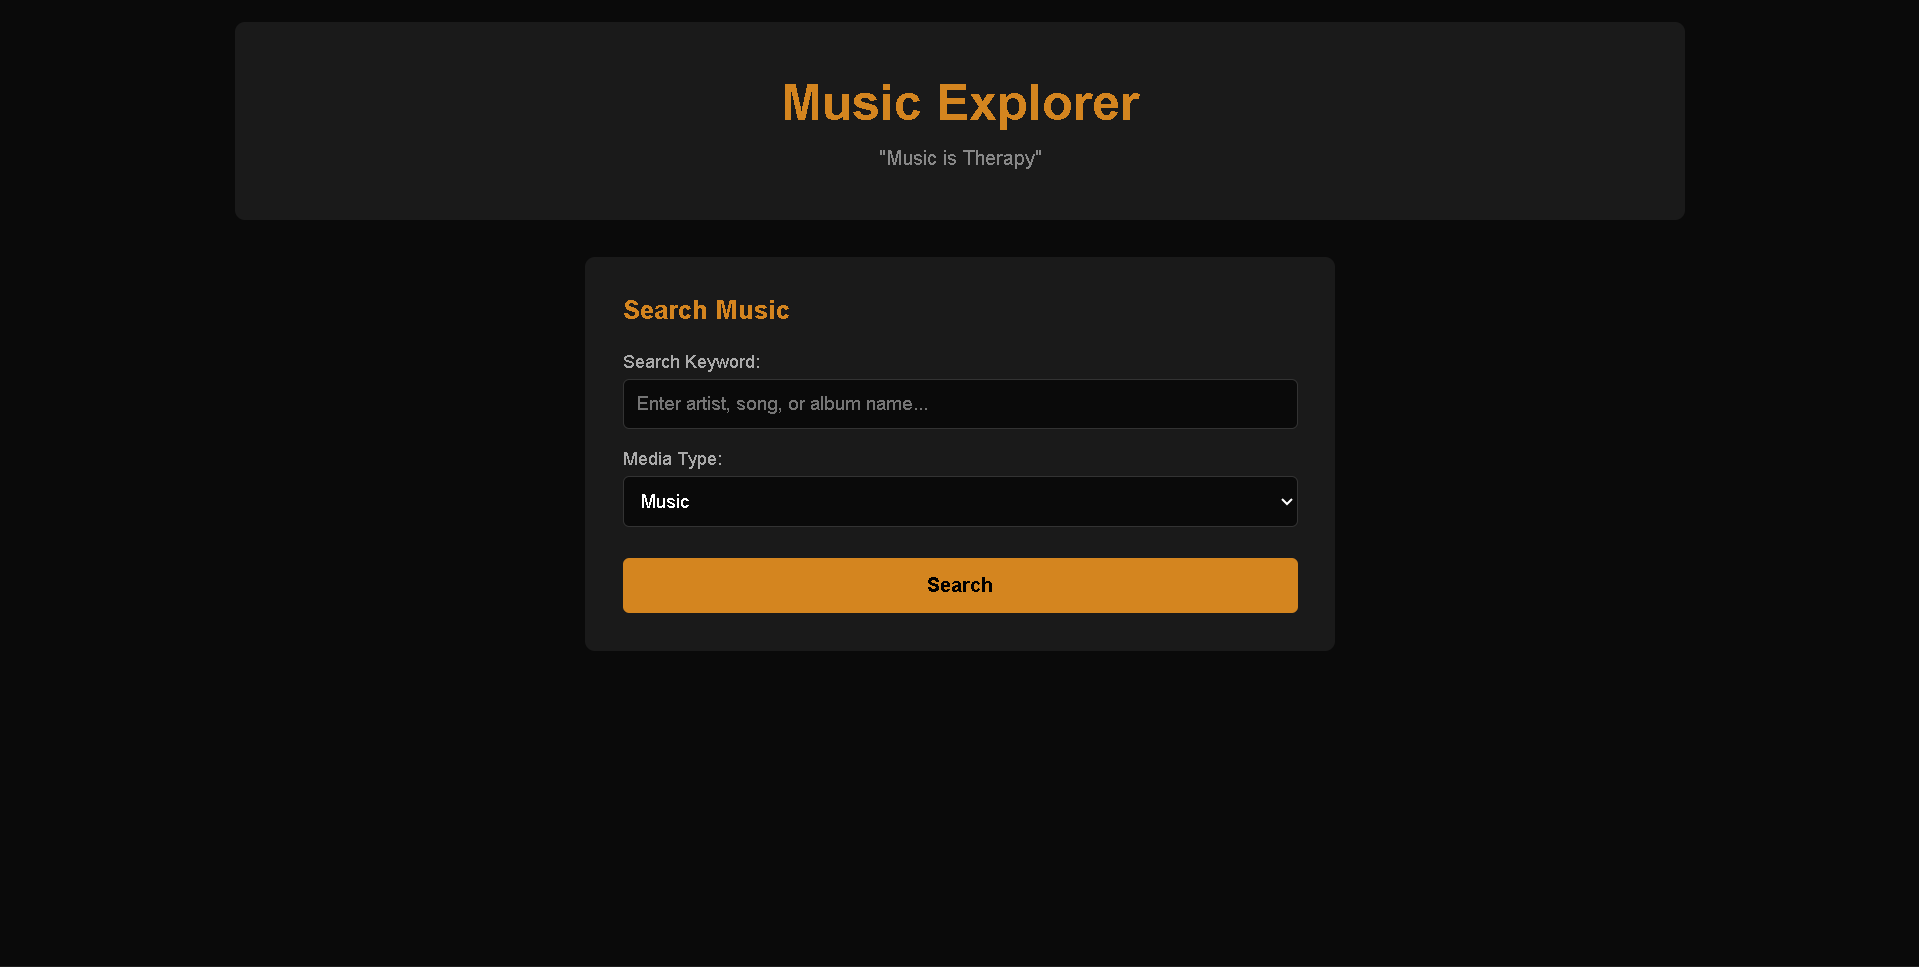 Music Explorer
"Music is Therapy"
Search Music
Search Keyword:
Enter artist, song, or album name...
Media Type:
Music
Search